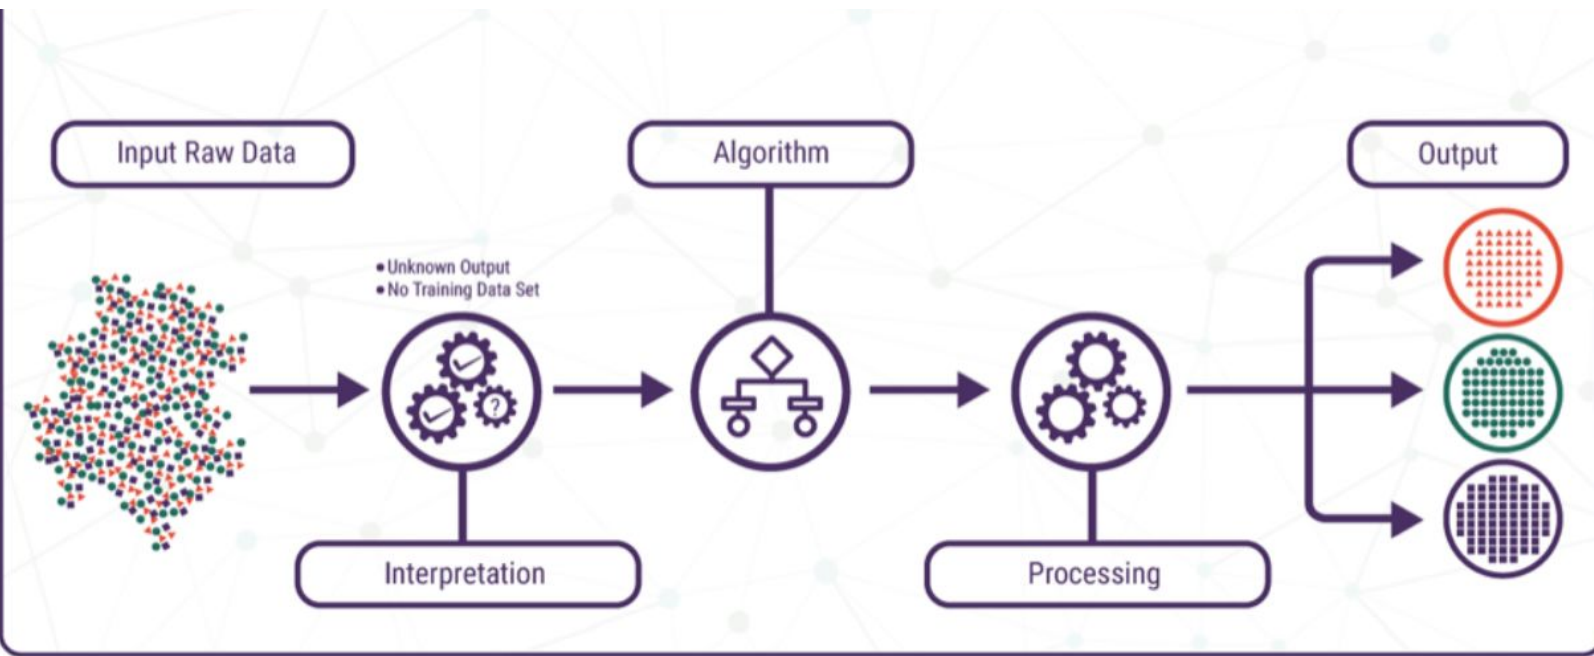 Input Raw Data
Algorithm
Output
• Unknown Output
• No Training Data Set
?
Interpretation
Processing